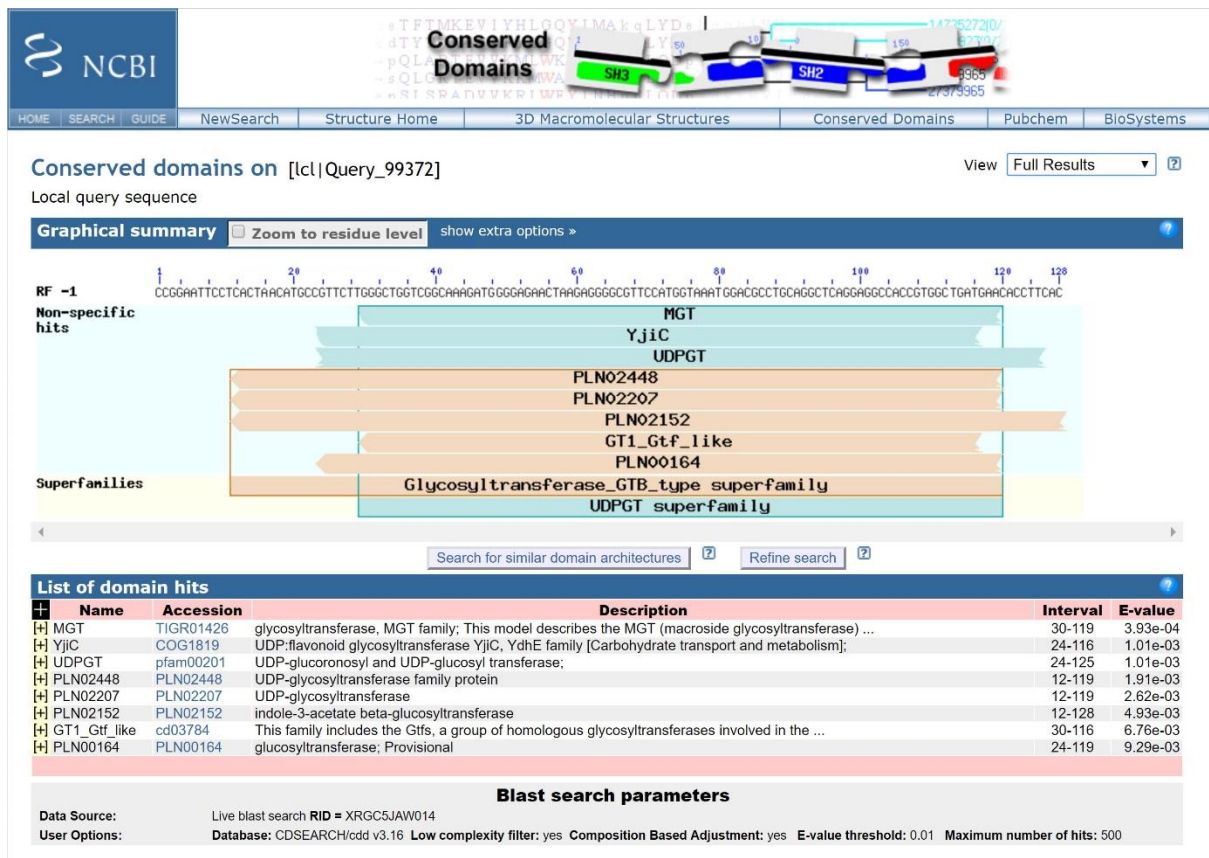 NCBI
Conserved
Domains
SH3
SH2
HOME SEARCH GUIDE NewSearch Structure Home 3D Macromolecular Structures Conserved Domains Pubchem BioSystems
Conserved domains on [lcl|Query_99372]
View Full Results
Local query sequence
Graphical summary Zoom to residue level show extra options »
1 20 40 60 80 100 120 128
RF -1 CCGGAATTCCTCACTAACATGCCGTTCTTGGGCTGGTCGGCAAAGATGGGGAGAACTAAGAGGGGCGTTCCATGGTAAATGGACGCCTGCAGGCTCAGGAGGCCACCGTGGCTGATGAACACCTTCAC
Non-specific
hits
MGT
YjiC
UDPGT
PLN02448
PLN02207
PLN02152
GT1_Gtf_like
PLN00164
Superfamilies Glycosyltransferase_GTB_type superfamily
UDPGT superfamily
Search for similar domain architectures Refine search
List of domain hits
Name Accession Description Interval E-value
[+] MGT TIGR01426 glycosyltransferase, MGT family; This model describes the MGT (macroside glycosyltransferase) ... 30-119 3.93e-04
[+] YjiC COG1819 UDP:flavonoid glycosyltransferase YjiC, YdhE family [Carbohydrate transport and metabolism]; 24-116 1.01e-03
[+] UDPGT pfam00201 UDP-glucoronosyl and UDP-glucosyl transferase; 24-125 1.01e-03
[+] PLN02448 PLN02448 UDP-glycosyltransferase family protein 12-119 1.91e-03
[+] PLN02207 PLN02207 UDP-glycosyltransferase 12-119 2.62e-03
[+] PLN02152 PLN02152 indole-3-acetate beta-glucosyltransferase 12-128 4.93e-03
[+] GT1_Gtf_like cd03784 This family includes the Gtfs, a group of homologous glycosyltransferases involved in the ... 30-116 6.76e-03
[+] PLN00164 PLN00164 glucosyltransferase; Provisional 24-119 9.29e-03
Blast search parameters
Data Source: Live blast search RID = XRGC5JAW014
User Options: Database: CDSEARCH/cdd v3.16 Low complexity filter: yes Composition Based Adjustment: yes E-value threshold: 0.01 Maximum number of hits: 500